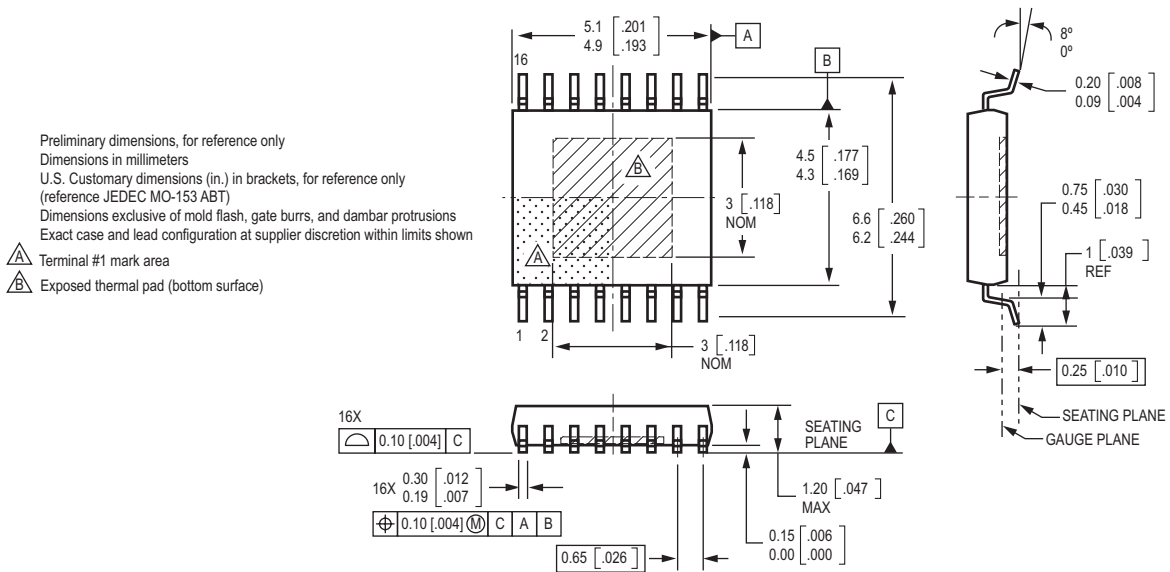 Preliminary dimensions, for reference only
Dimensions in millimeters
U.S. Customary dimensions (in.) in brackets, for reference only
(reference JEDEC MO-153 ABT)
Dimensions exclusive of mold flash, gate burrs, and dambar protrusions
Exact case and lead configuration at supplier discretion within limits shown
A Terminal #1 mark area
B Exposed thermal pad (bottom surface)
5.1 [.201
4.9 .193]
A
16
B
B
A
4.5 [.177
4.3 .169]
3 [.118]
NOM
6.6 [.260
6.2 .244]
1 2
3 [.118]
NOM
8º
0º
0.20 [.008
0.09 .004]
0.75 [.030
0.45 .018]
1 [.039]
REF
0.25 [.010]
SEATING PLANE
GAUGE PLANE
16X
⌓ 0.10 [.004] C
16X 0.30 [.012
0.19 .007]
⌖ 0.10 [.004] Ⓜ C A B
SEATING
PLANE
C
1.20 [.047]
MAX
0.15 [.006
0.00 .000]
0.65 [.026]